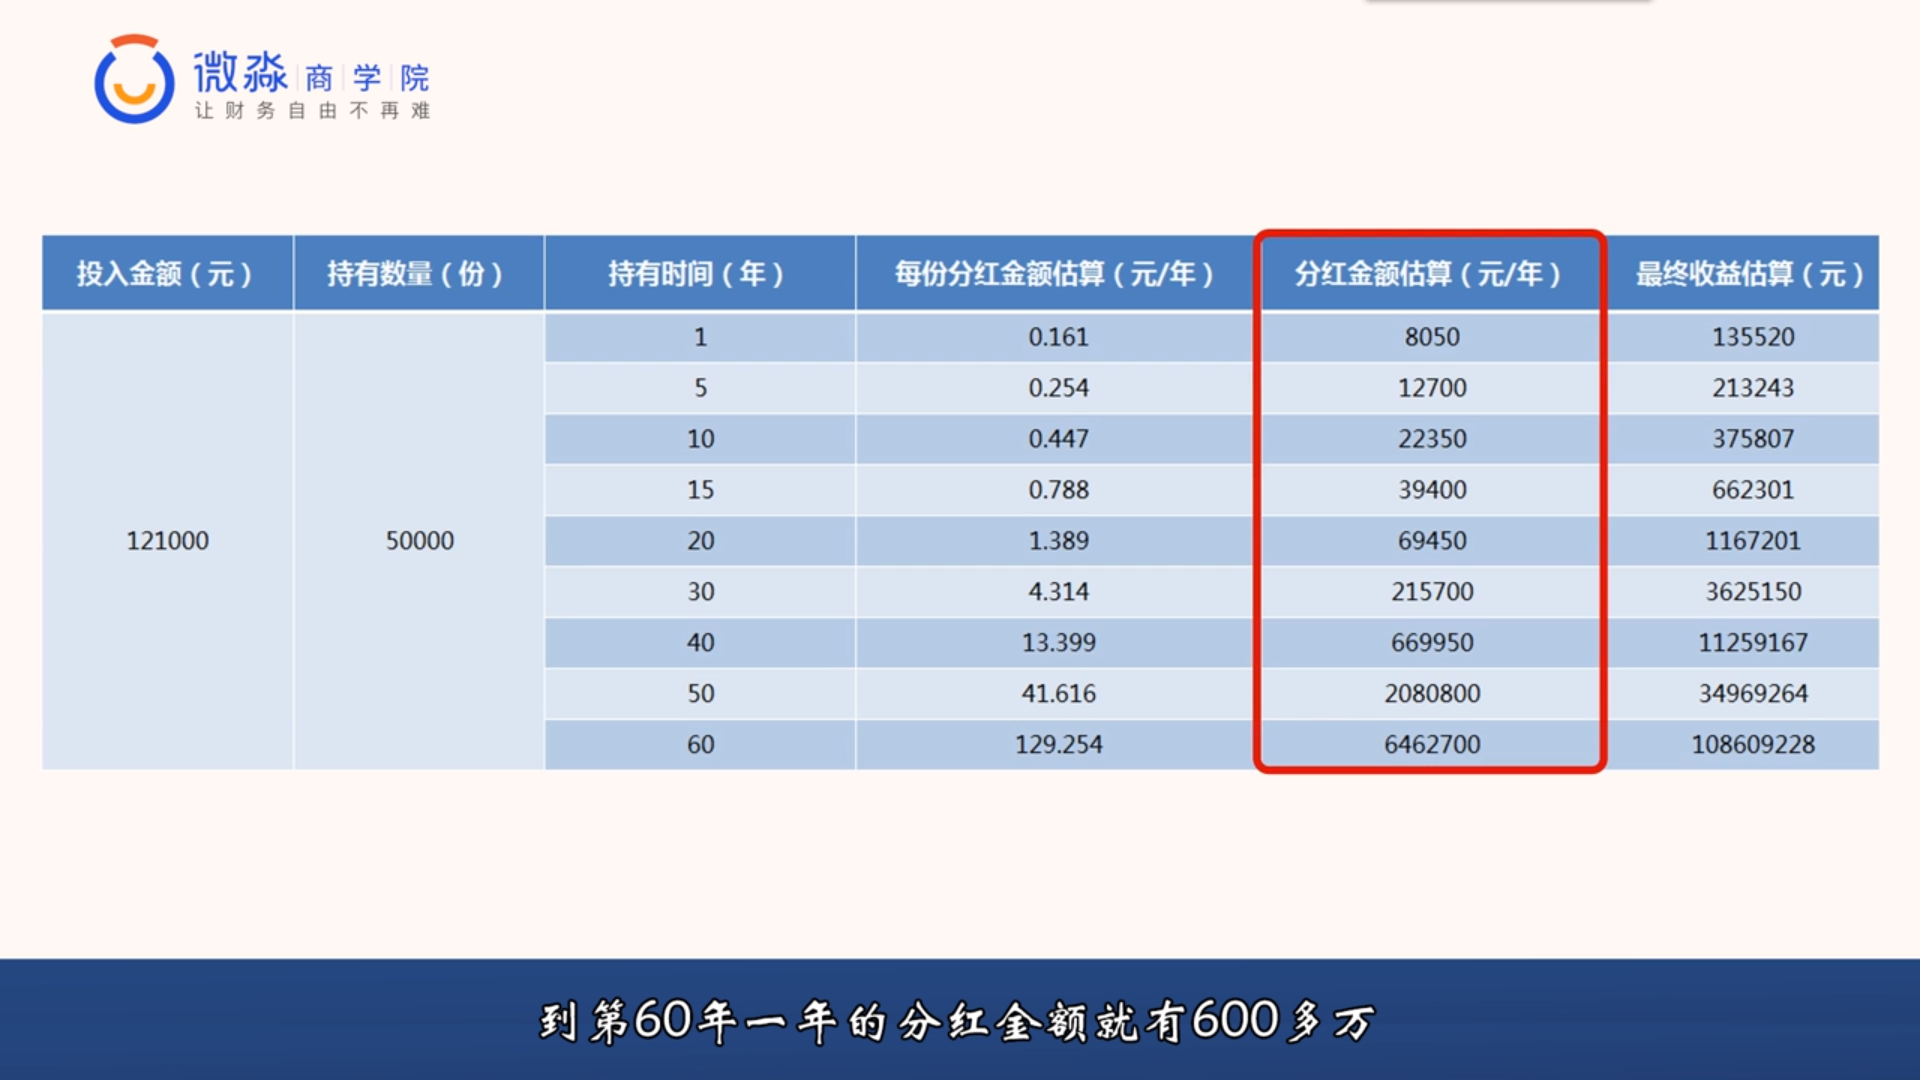 微淼商学院
让财务自由不再难
投入金额（元） 持有数量（份） 持有时间（年） 每份分红金额估算（元/年） 分红金额估算（元/年） 最终收益估算（元）
1 0.161 8050 135520
5 0.254 12700 213243
10 0.447 22350 375807
15 0.788 39400 662301
121000 50000 20 1.389 69450 1167201
30 4.314 215700 3625150
40 13.399 669950 11259167
50 41.616 2080800 34969264
60 129.254 6462700 108609228
到第60年一年的分红金额就有600多万